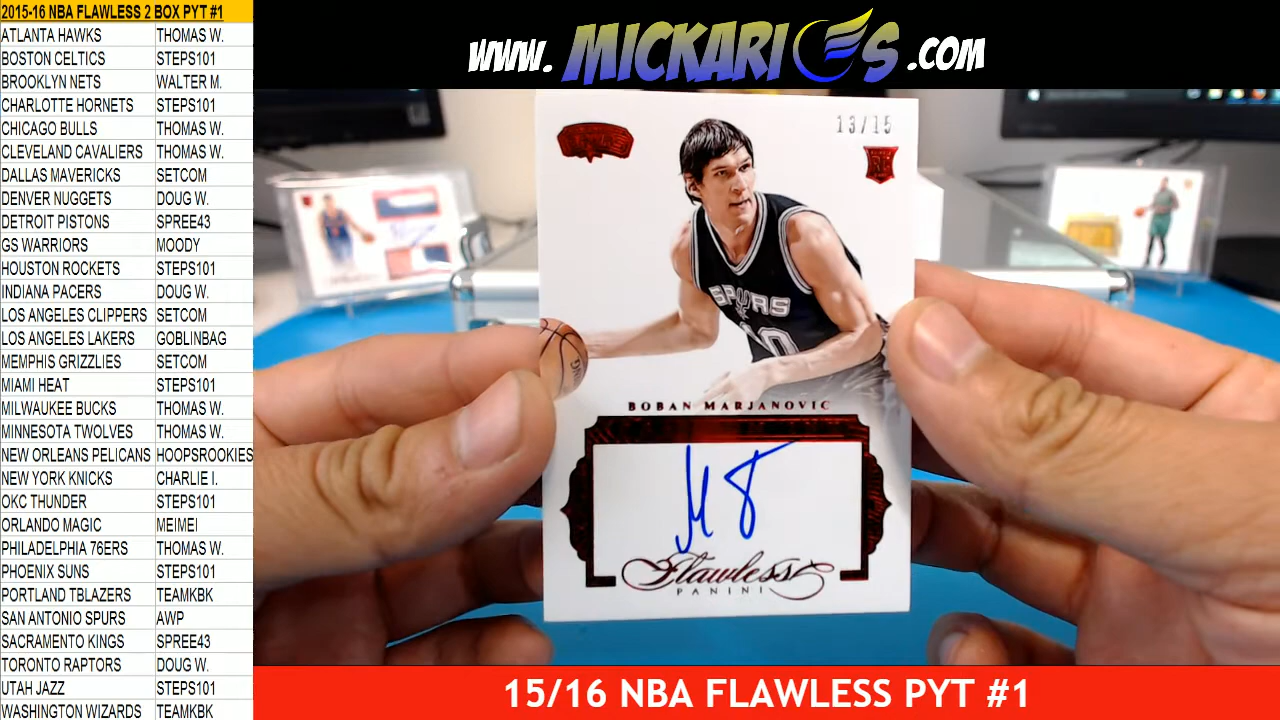 2015-16 NBA FLAWLESS 2 BOX PYT #1
ATLANTA HAWKS THOMAS W.
BOSTON CELTICS STEPS101
BROOKLYN NETS WALTER M.
CHARLOTTE HORNETS STEPS101
CHICAGO BULLS THOMAS W.
CLEVELAND CAVALIERS THOMAS W.
DALLAS MAVERICKS SETCOM
DENVER NUGGETS DOUG W.
DETROIT PISTONS SPREE43
GS WARRIORS MOODY
HOUSTON ROCKETS STEPS101
INDIANA PACERS DOUG W.
LOS ANGELES CLIPPERS SETCOM
LOS ANGELES LAKERS GOBLINBAG
MEMPHIS GRIZZLIES SETCOM
MIAMI HEAT STEPS101
MILWAUKEE BUCKS THOMAS W.
MINNESOTA TWOLVES THOMAS W.
NEW ORLEANS PELICANS HOOPSROOKIES
NEW YORK KNICKS CHARLIE I.
OKC THUNDER STEPS101
ORLANDO MAGIC MEIMEI
PHILADELPHIA 76ERS THOMAS W.
PHOENIX SUNS STEPS101
PORTLAND TBLAZERS TEAMKBK
SAN ANTONIO SPURS AWP
SACRAMENTO KINGS SPREE43
TORONTO RAPTORS DOUG W.
UTAH JAZZ STEPS101
WASHINGTON WIZARDS TEAMKBK
www.MICKARIES.com
13/15
SPURS
BOBAN MARJANOVIC
Flawless
PANINI
15/16 NBA FLAWLESS PYT #1